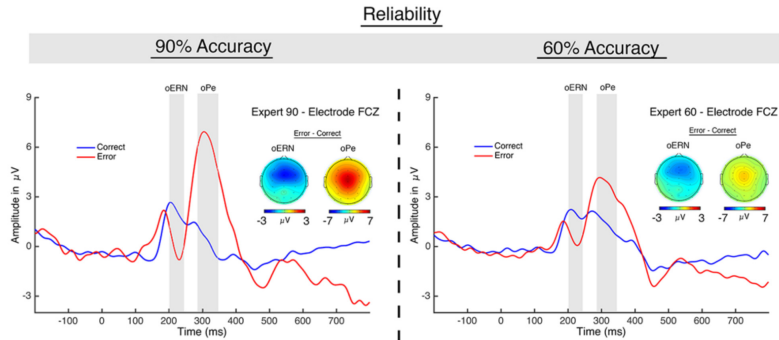 Reliability
90% Accuracy
60% Accuracy
oERN
oPe
Expert 90 - Electrode FCZ
Error - Correct
oERN
oPe
Correct
Error
-3
3
-7
7
µV
µV
9
6
3
0
-3
Amplitude in µV
-100
0
100
200
300
400
500
600
700
Time (ms)
oERN
oPe
Expert 60 - Electrode FCZ
Error - Correct
oERN
oPe
Correct
Error
-3
3
-7
7
µV
µV
9
6
3
0
-3
Amplitude in µV
-100
0
100
200
300
400
500
600
700
Time (ms)